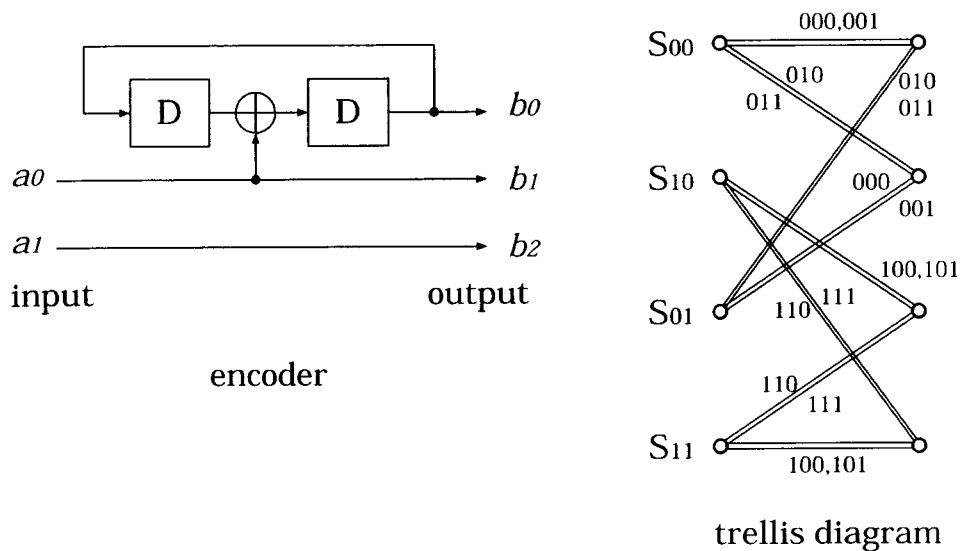 D
D
b0
a0
b1
a1
b2
input
output
encoder
S00
000,001
010
011
010
011
S10
000
001
100,101
S01
110
111
110
111
S11
100,101
trellis diagram